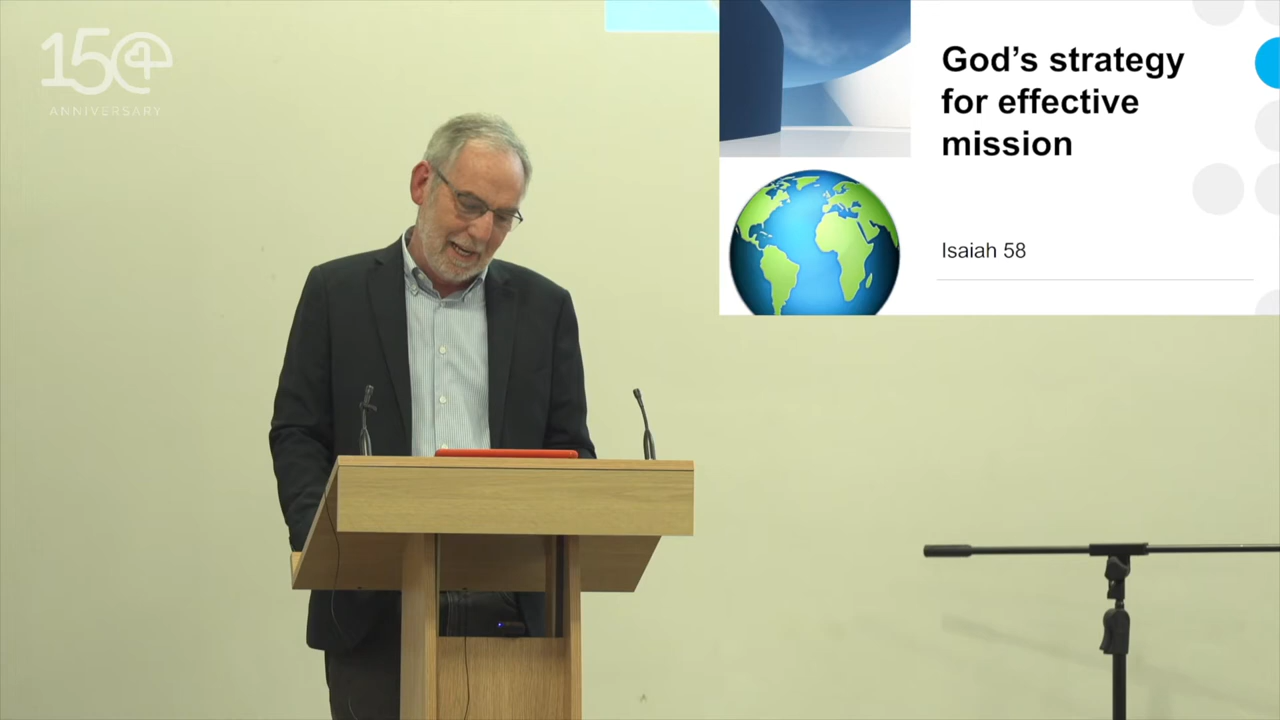 150
ANNIVERSARY
God's strategy
for effective
mission
Isaiah 58